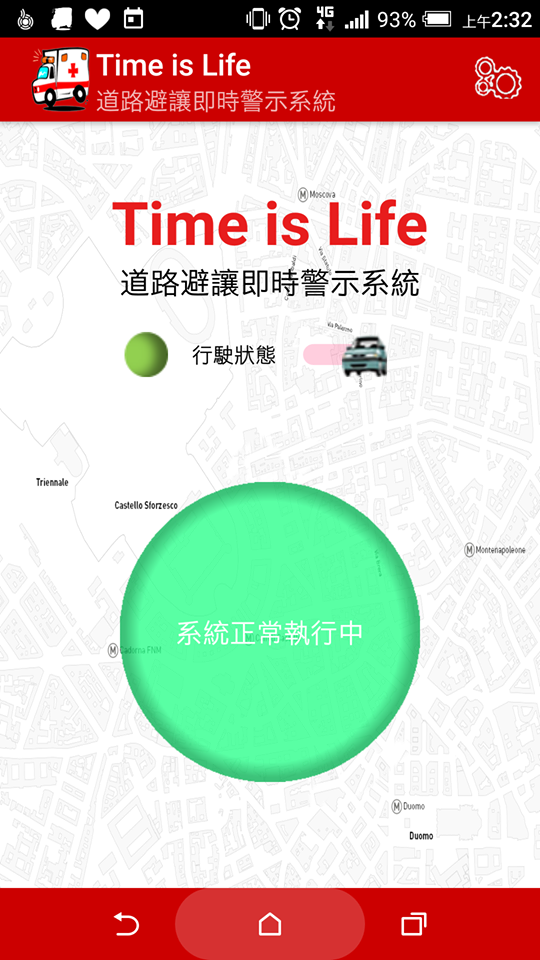 4G 93% 上午2:32
Time is Life
道路避讓即時警示系統
Moscova
Time is Life
道路避讓即時警示系統
Via Palermo
行駛狀態
Triennale
Castello Sforzesco
M Montenapoleone
系統正常執行中
M Cadorna FNM
M Duomo
Duomo